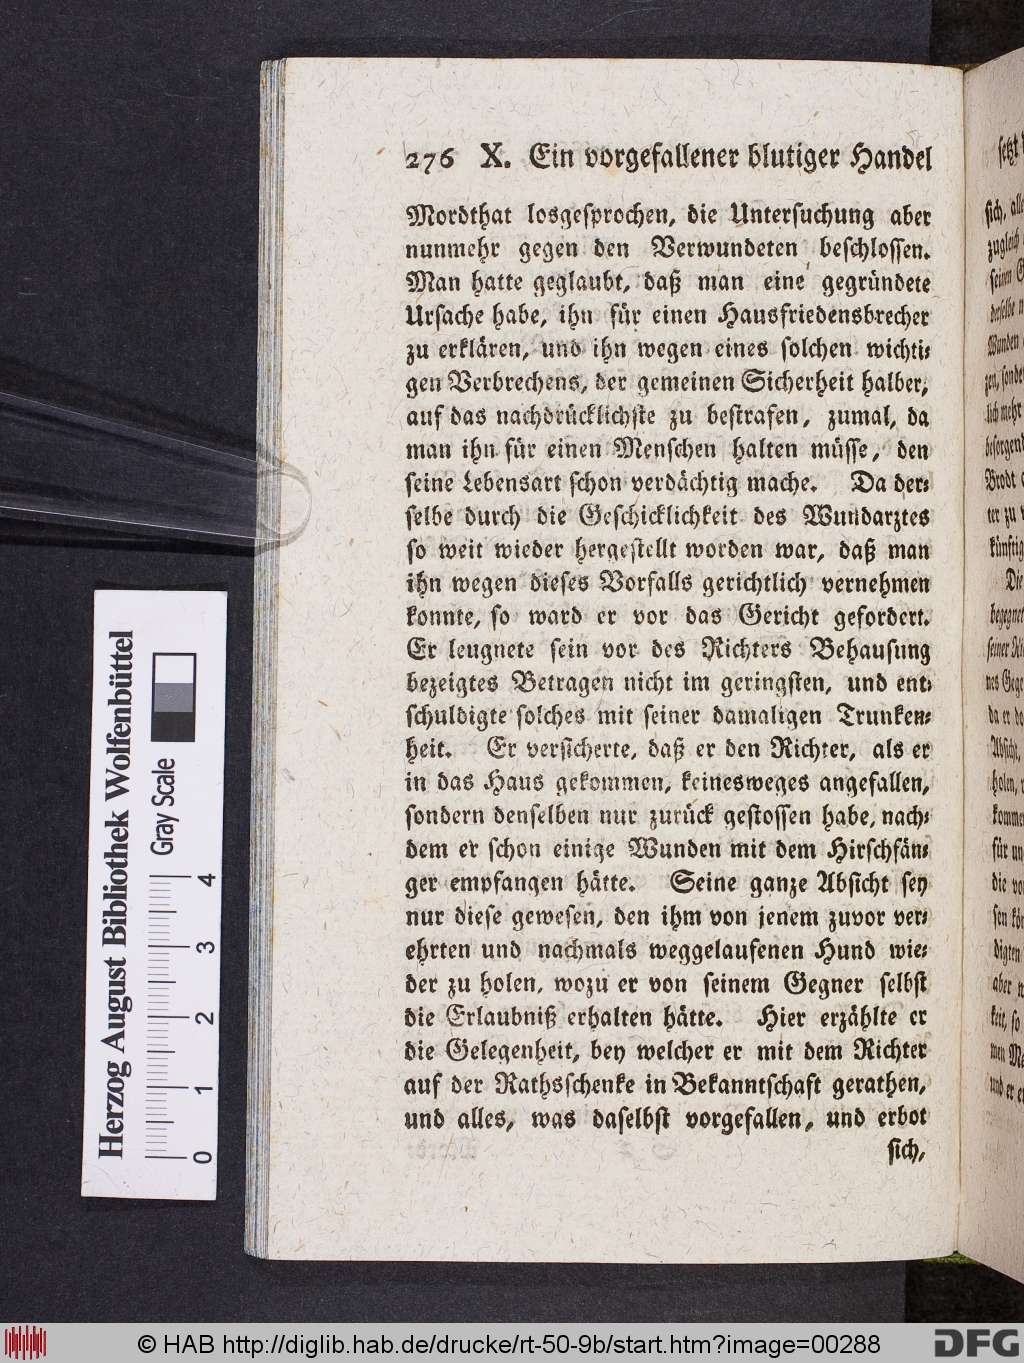 276 X. Ein vorgefallener blutiger Handel
Mordthat losgesprochen, die Untersuchung aber
nunmehr gegen den Verwundeten beschlossen.
Man hatte geglaubt, daß man eine gegründete
Ursache habe, ihn für einen Hausfriedensbrecher
zu erklären, und ihn wegen eines solchen wichti-
gen Verbrechens, der gemeinen Sicherheit halber,
auf das nachdrücklichste zu bestrafen, zumal, da
man ihn für einen Menschen halten müsse, den
seine Lebensart schon verdächtig mache. Da der-
selbe durch die Geschicklichkeit des Wundarztes
so weit wieder hergestellt worden war, daß man
ihn wegen dieses Vorfalls gerichtlich vernehmen
konnte, so ward er vor das Gericht gefordert.
Er leugnete sein vor des Richters Behausung
bezeigtes Betragen nicht im geringsten, und ent-
schuldigte solches mit seiner damaligen Trunken-
heit. Er versicherte, daß er den Richter, als er
in das Haus gekommen, keinesweges angefallen,
sondern denselben nur zurück gestossen habe, nach-
dem er schon einige Wunden mit dem Hirschfän-
ger empfangen hätte. Seine ganze Absicht sey
nur diese gewesen, den ihm von jenem zuvor ver-
ehrten und nachmals weggelaufenen Hund wie-
der zu holen, wozu er von seinem Gegner selbst
die Erlaubniß erhalten hätte. Hier erzählte er
die Gelegenheit, bey welcher er mit dem Richter
auf der Rathsschenke in Bekanntschaft gerathen,
und alles, was daselbst vorgefallen, und erbot
sich,
Herzog August Bibliothek Wolfenbüttel
Gray Scale
0 1 2 3 4
© HAB http://diglib.hab.de/drucke/rt-50-9b/start.htm?image=00288
DFG